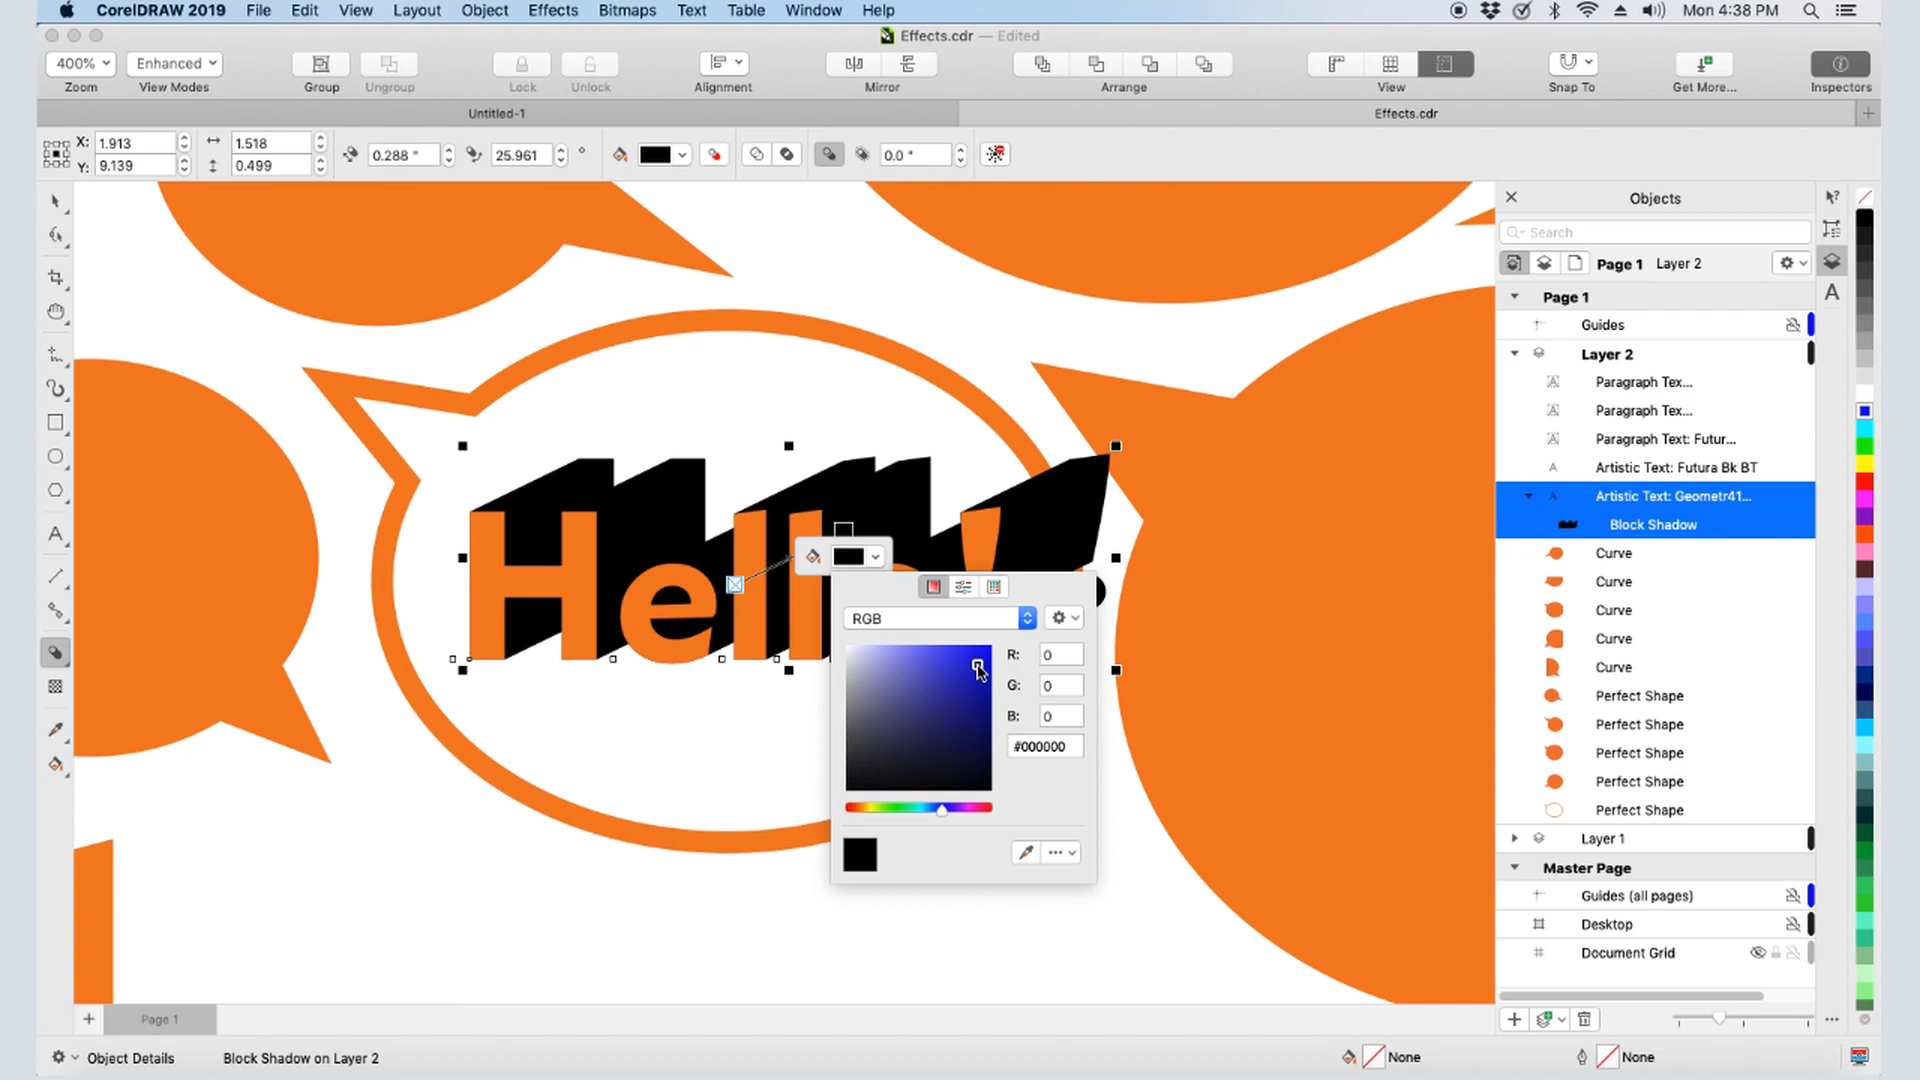 CorelDRAW 2019 File Edit View Layout Object Effects Bitmaps Text Table Window Help Mon 4:38 PM
Effects.cdr — Edited
400% Enhanced
Zoom View Modes Group Ungroup Lock Unlock Alignment Mirror Arrange View Snap To Get More... Inspectors
Untitled-1 Effects.cdr
X: 1.913 1.518
Y: 9.139 0.499
0.288 " 25.961 ° 0.0 "
Objects
Search
Page 1 Layer 2
Page 1
Guides
Layer 2
Paragraph Tex...
Paragraph Tex...
Paragraph Text: Futur...
Artistic Text: Futura Bk BT
Artistic Text: Geometr41...
Block Shadow
Curve
Curve
Curve
Curve
Curve
Perfect Shape
Perfect Shape
Perfect Shape
Perfect Shape
Perfect Shape
Layer 1
Master Page
Guides (all pages)
Desktop
Document Grid
Hell
RGB
R: 0
G: 0
B: 0
#000000
Page 1
Object Details Block Shadow on Layer 2 None None